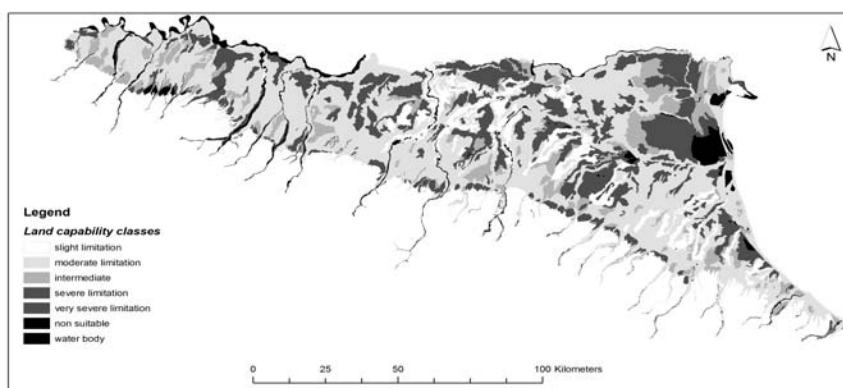 N
Legend
Land capability classes
slight limitation
moderate limitation
intermediate
severe limitation
very severe limitation
non suitable
water body
0 25 50 100 Kilometers